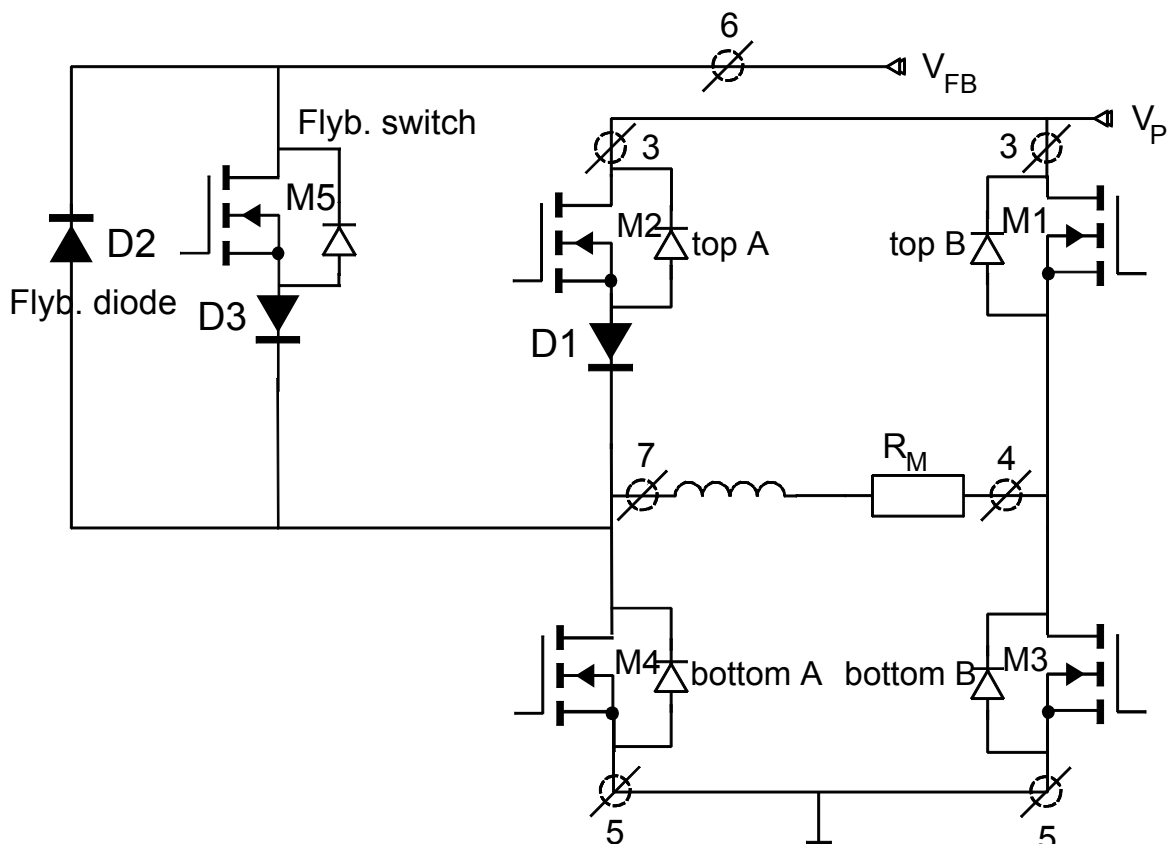 6
V_FB
Flyb. switch
V_P
3
3
M5
M2
top A
top B
M1
D2
Flyb. diode
D3
D1
7
R_M
4
M4
bottom A
bottom B
M3
5
5